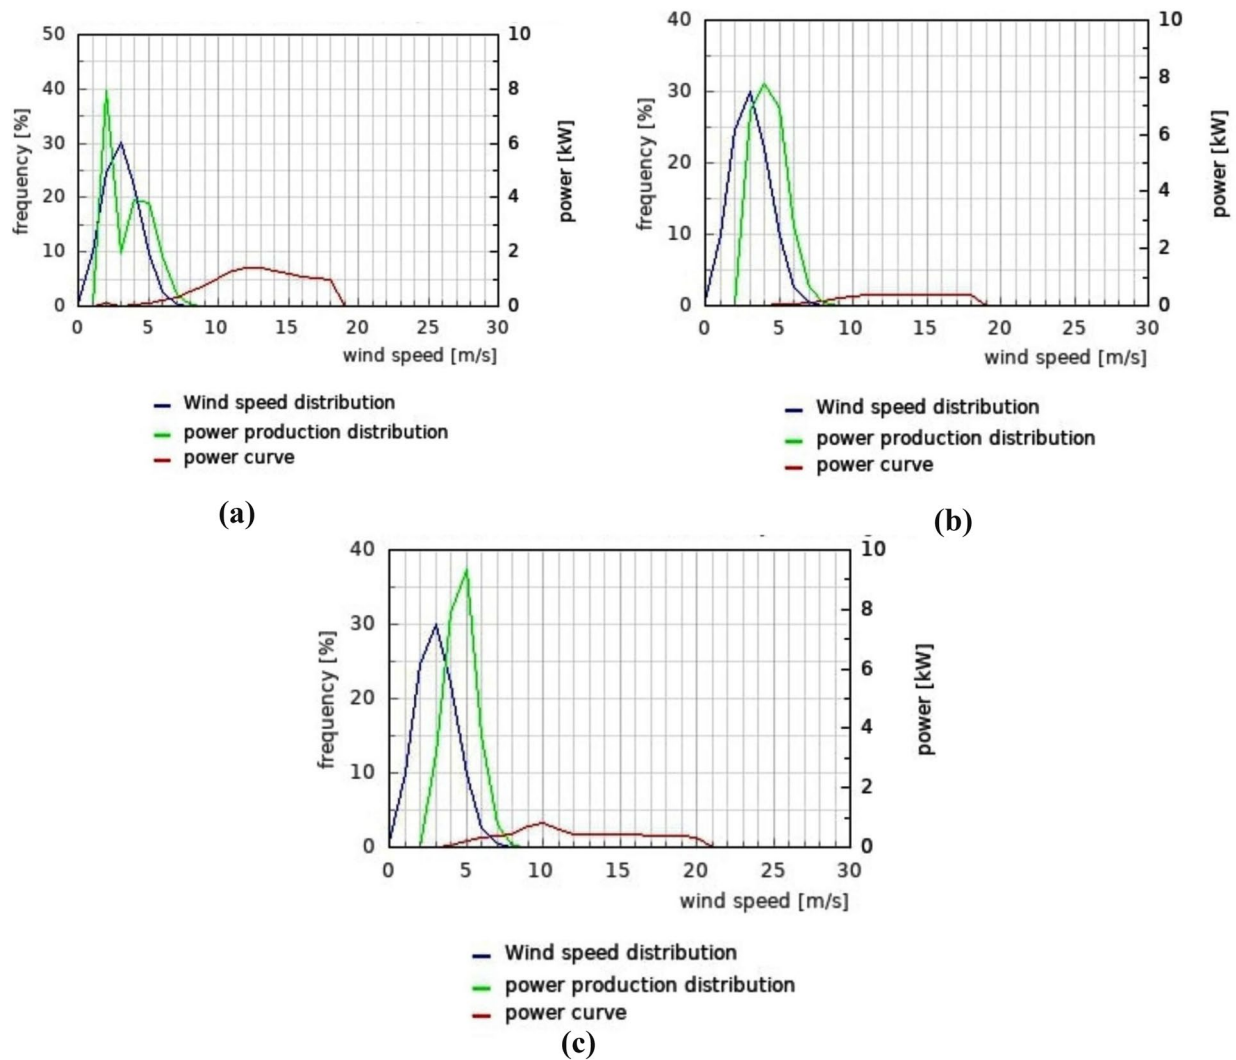 50
40
30
20
10
0
frequency [%]
10
8
6
4
2
0
power [kW]
0 5 10 15 20 25 30
wind speed [m/s]
Wind speed distribution
power production distribution
power curve
(a)
40
30
20
10
0
frequency [%]
10
8
6
4
2
0
power [kW]
0 5 10 15 20 25 30
wind speed [m/s]
Wind speed distribution
power production distribution
power curve
(b)
40
30
20
10
0
frequency [%]
10
8
6
4
2
0
power [kW]
0 5 10 15 20 25 30
wind speed [m/s]
Wind speed distribution
power production distribution
power curve
(c)